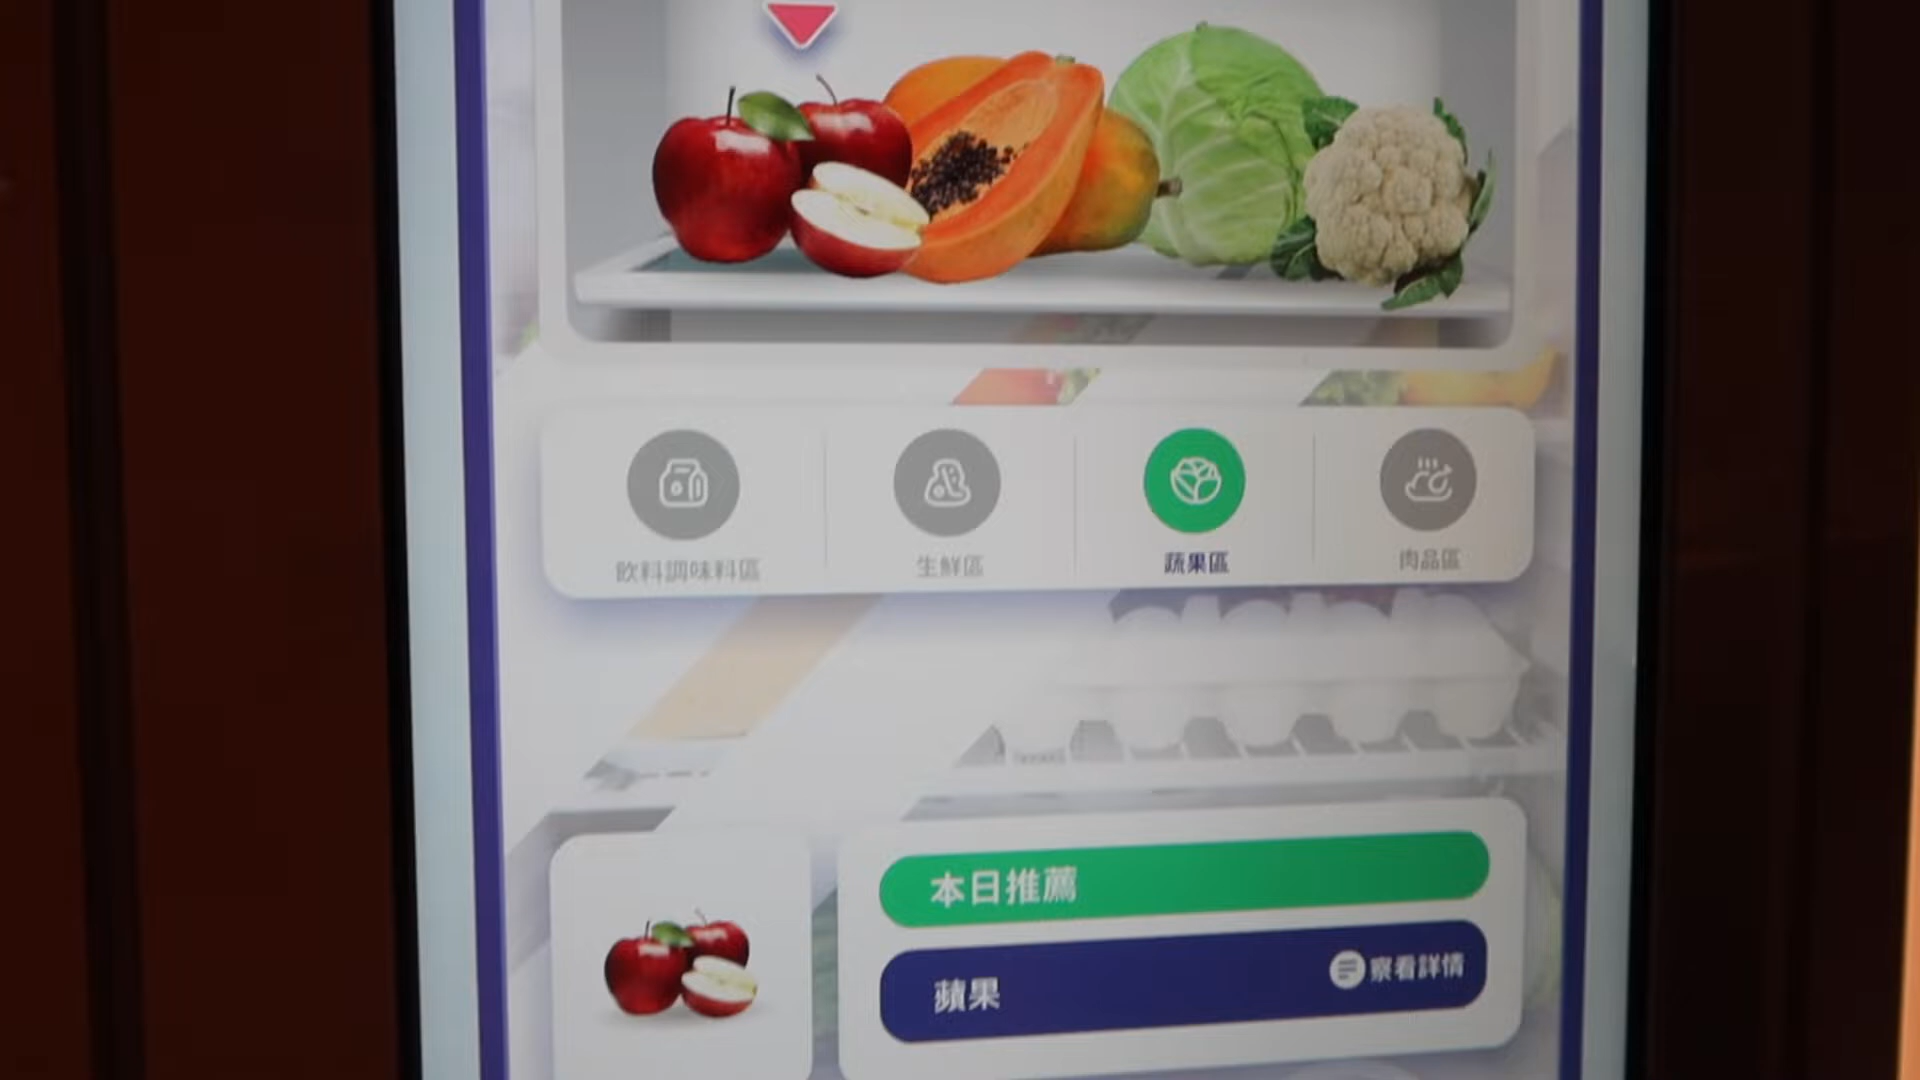 飲料調味料區
生鮮區
蔬果區
肉品區
本日推薦
蘋果
察看詳情